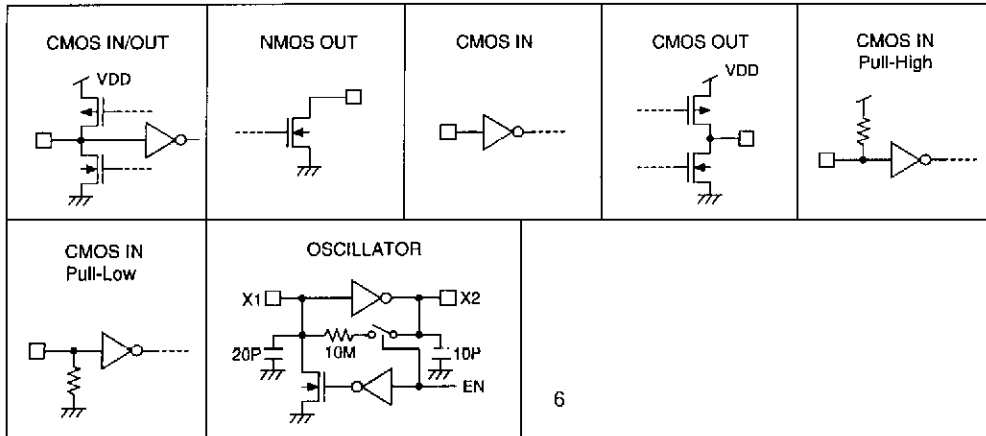 CMOS IN/OUT
VDD
NMOS OUT
CMOS IN
CMOS OUT
VDD
CMOS IN
Pull-High
CMOS IN
Pull-Low
OSCILLATOR
X1
X2
20P
10M
10P
EN
6